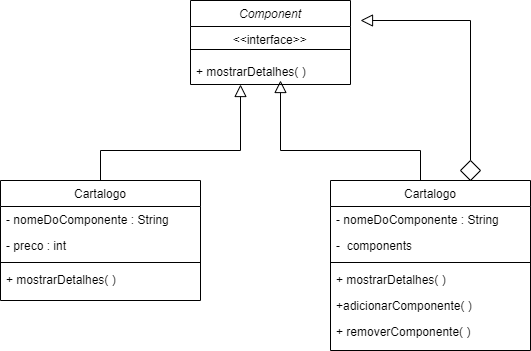 Component
<<interface>>
+ mostrarDetalhes( )
Cartalogo
- nomeDoComponente : String
- preco : int
+ mostrarDetalhes( )
Cartalogo
- nomeDoComponente : String
- components
+ mostrarDetalhes( )
+adicionarComponente( )
+ removerComponente( )